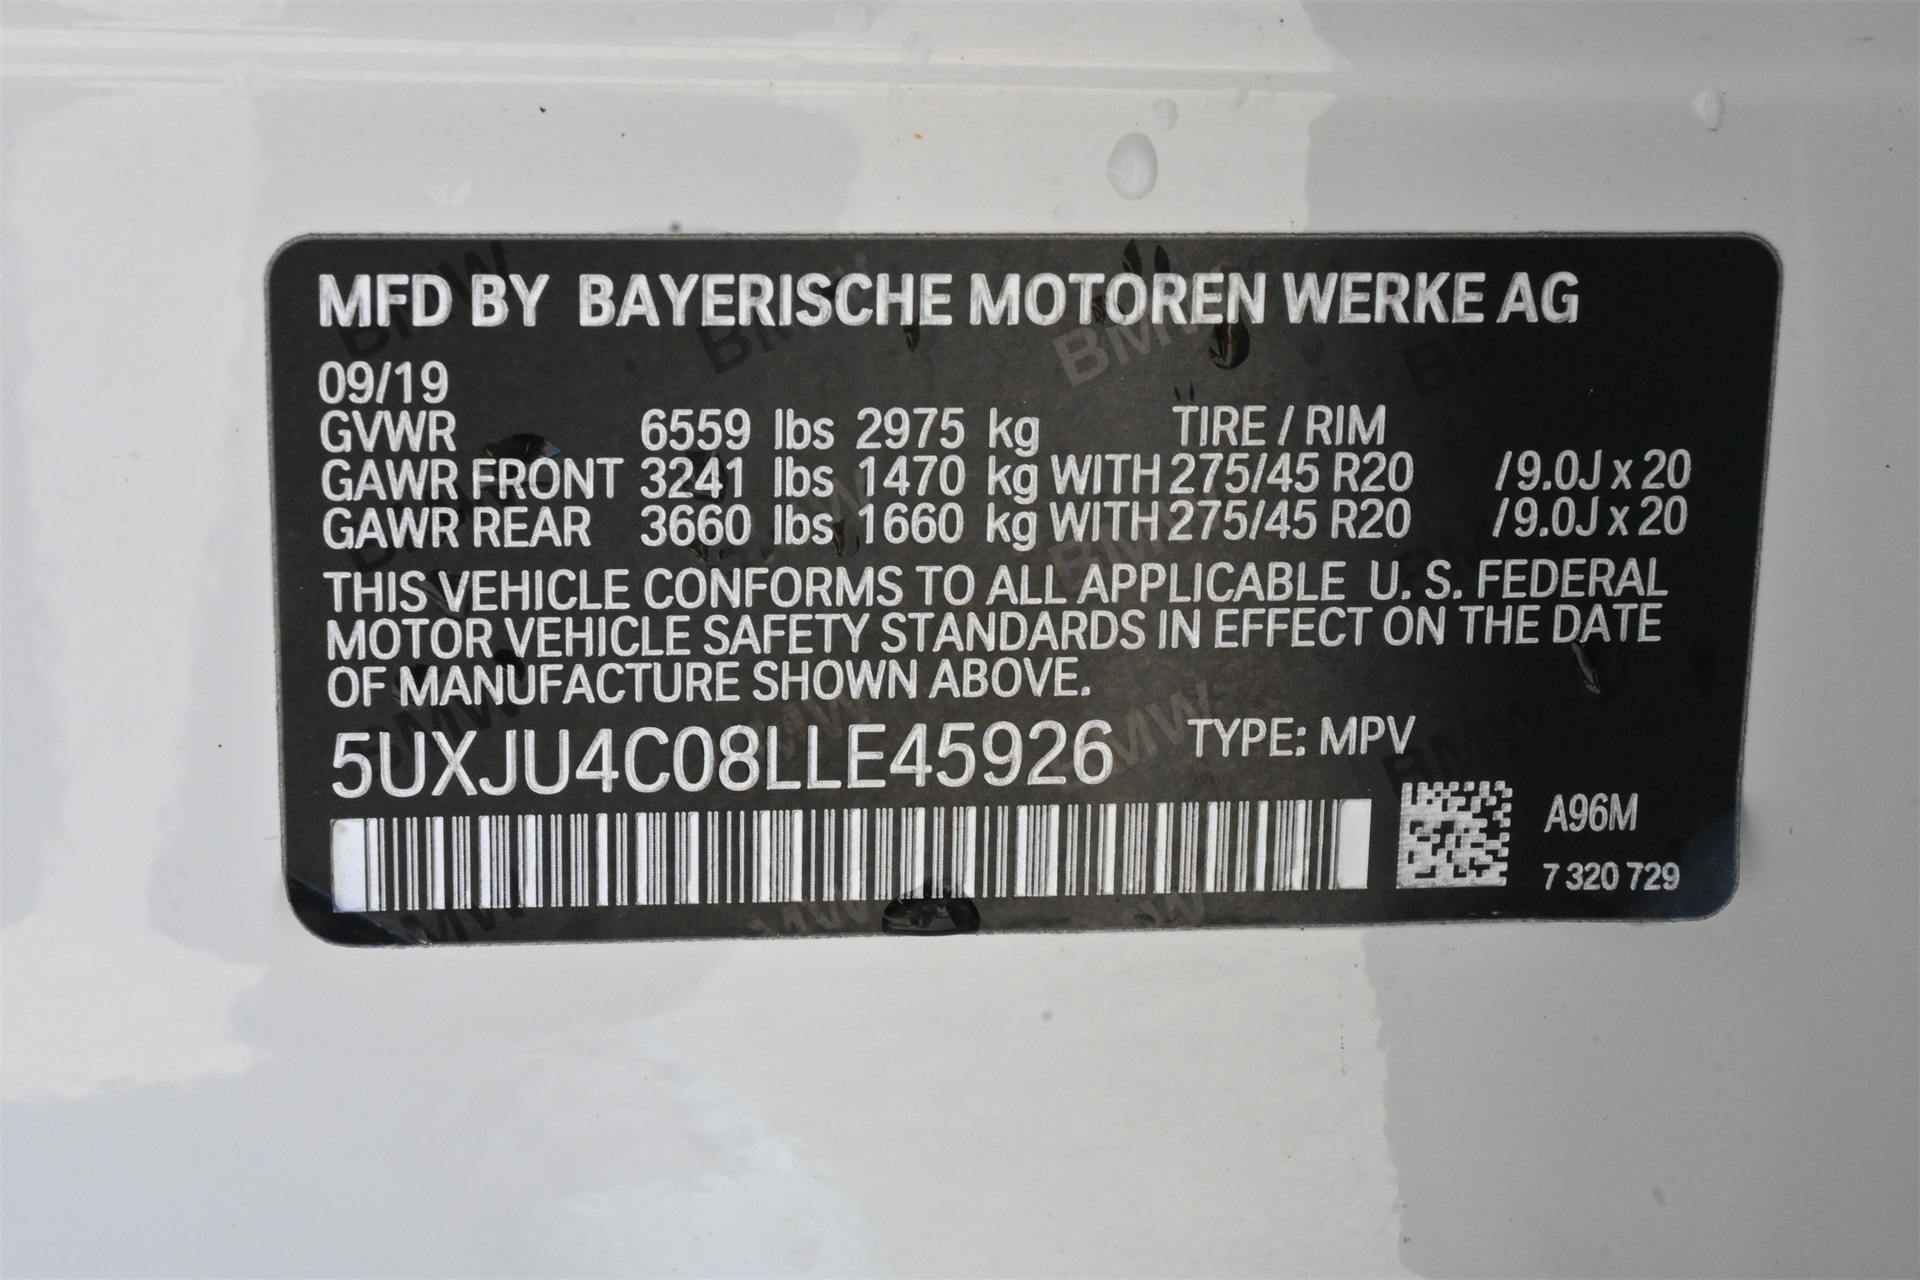 MFD BY BAYERISCHE MOTOREN WERKE AG
09/19
GVWR 6559 lbs 2975 kg TIRE / RIM
GAWR FRONT 3241 lbs 1470 kg WITH 275/45 R20 /9.0J x 20
GAWR REAR 3660 lbs 1660 kg WITH 275/45 R20 /9.0J x 20
THIS VEHICLE CONFORMS TO ALL APPLICABLE U. S. FEDERAL
MOTOR VEHICLE SAFETY STANDARDS IN EFFECT ON THE DATE
OF MANUFACTURE SHOWN ABOVE.
5UXJU4C08LLE45926 TYPE: MPV
A96M
7 320 729